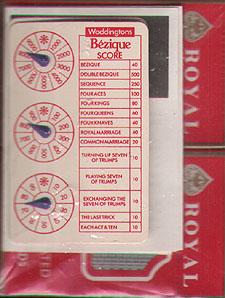 Waddingtons
Bézique
SCORE
BEZIQUE 40
DOUBLE BEZIQUE 500
SEQUENCE 250
FOUR ACES 100
FOUR KINGS 80
FOUR QUEENS 60
FOUR KNAVES 40
ROYAL MARRIAGE 40
COMMON MARRIAGE 20
TURNING UP SEVEN
OF TRUMPS 10
PLAYING SEVEN
OF TRUMPS 10
EXCHANGING THE
SEVEN OF TRUMPS 10
THE LAST TRICK 10
EACH ACE & TEN 10
ROYAL
ROYAL